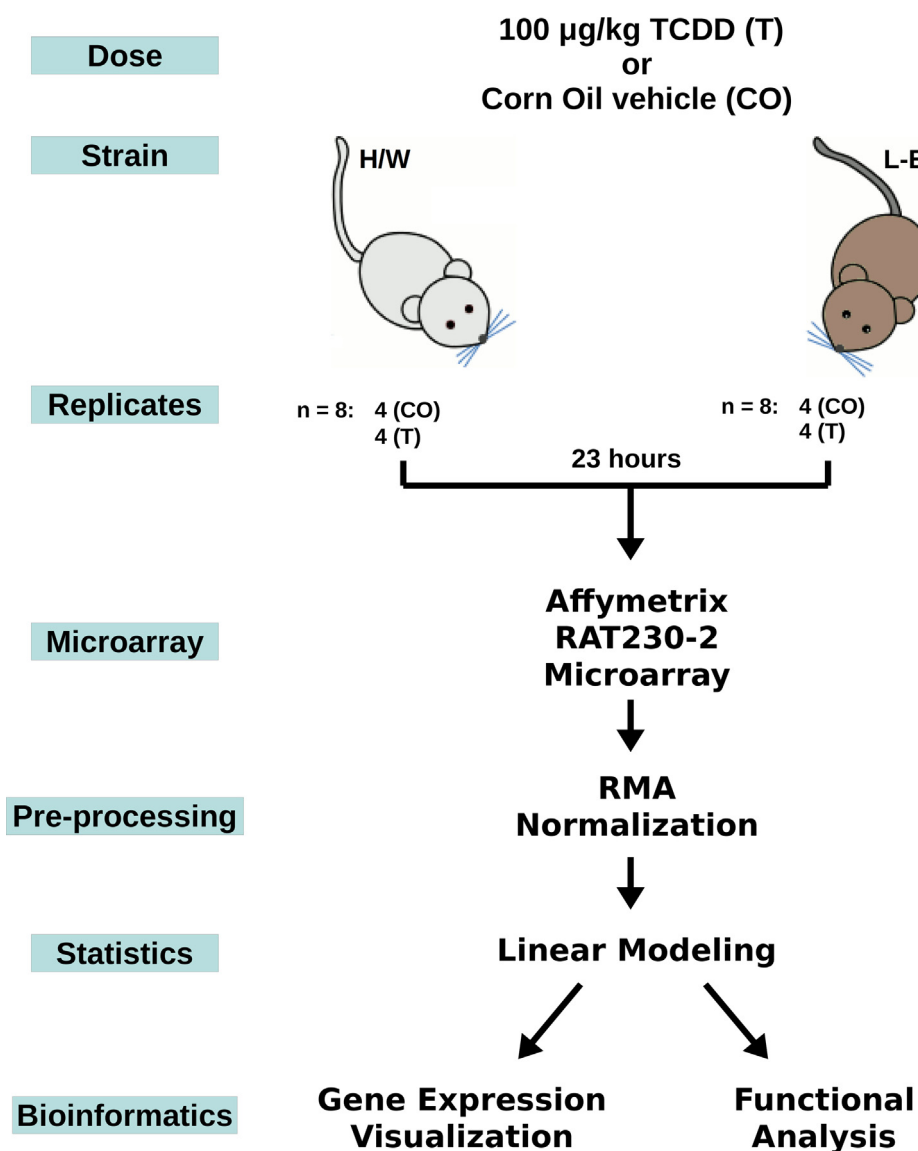 Dose
100 µg/kg TCDD (T)
or
Corn Oil vehicle (CO)
Strain
H/W
Replicates
n = 8: 4 (CO)
4 (T)
n = 8: 4 (CO)
4 (T)
23 hours
Microarray
Affymetrix
RAT230-2
Microarray
Pre-processing
RMA
Normalization
Statistics
Linear Modeling
Bioinformatics
Gene Expression
Visualization
Functional
Analysis